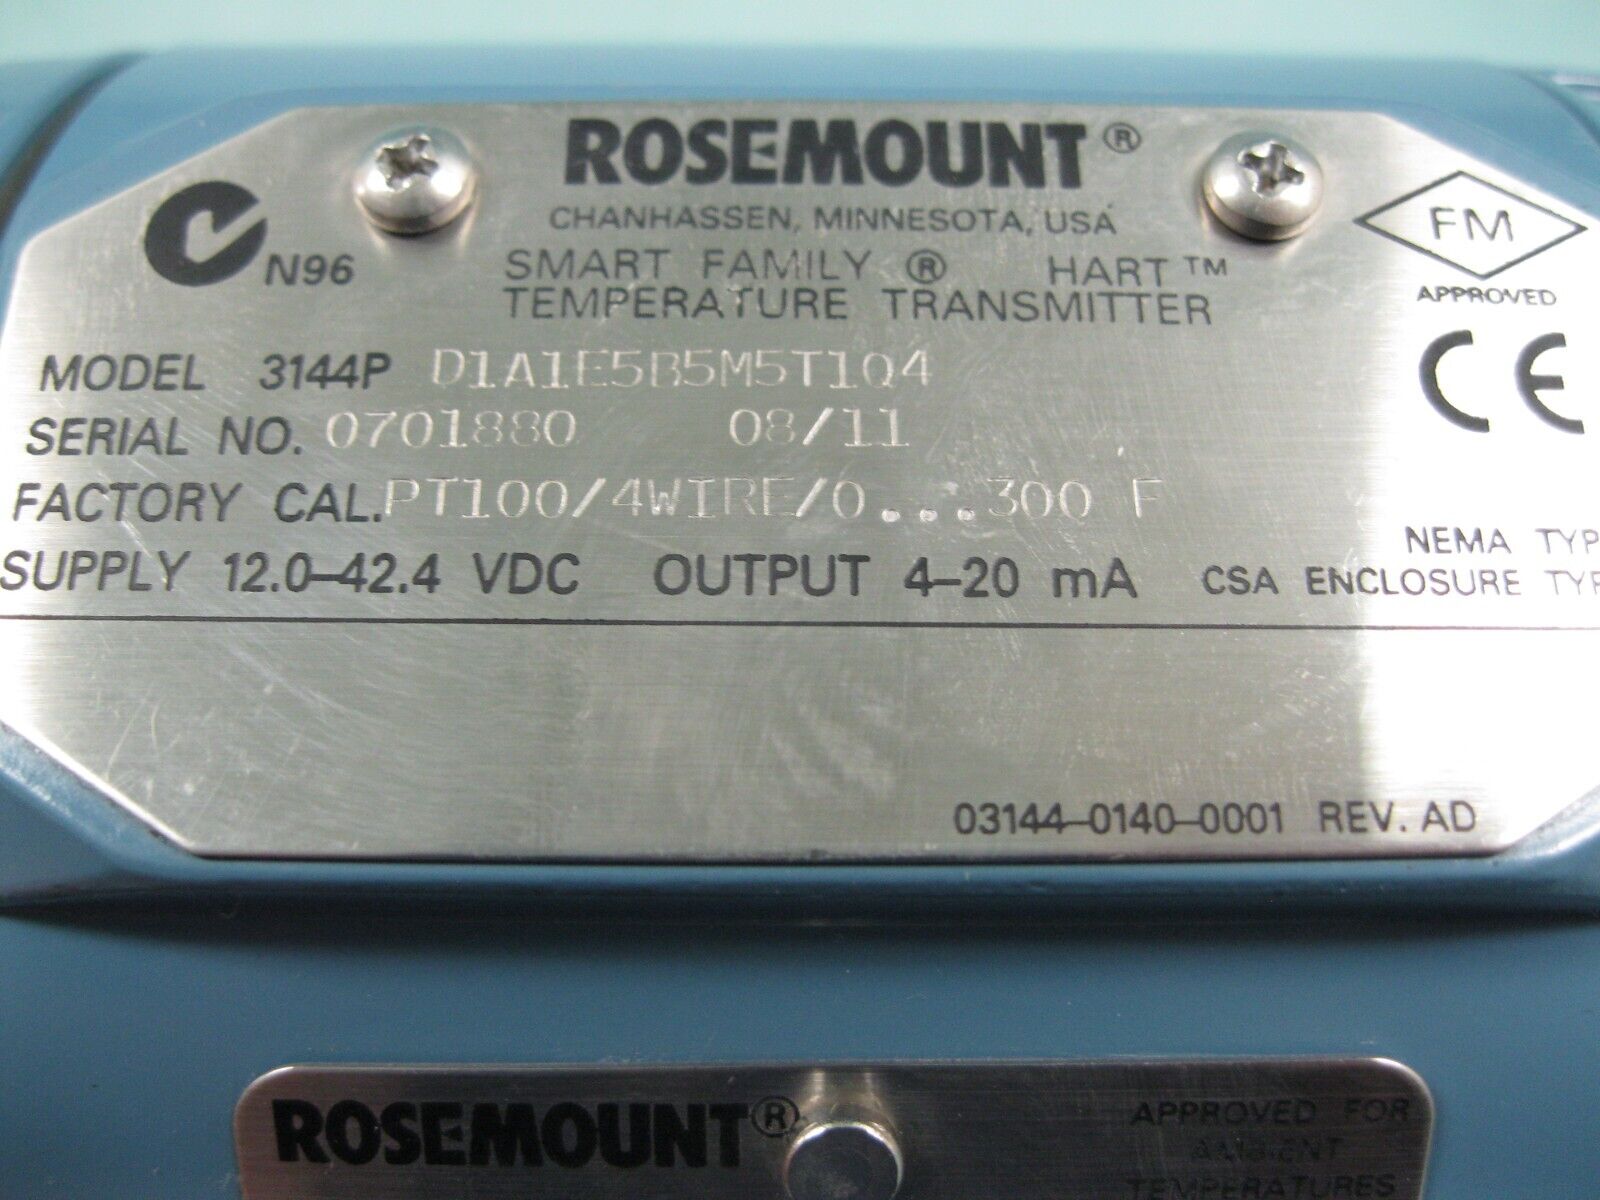 ROSEMOUNT®
CHANHASSEN, MINNESOTA, USA
N96
SMART FAMILY ® HART™
TEMPERATURE TRANSMITTER
FM
APPROVED
CE
MODEL 3144P D1A1E5B5M5T1Q4
SERIAL NO. 0701880 08/11
FACTORY CAL. PT100/4WIRE/0...300 F
NEMA TYP
SUPPLY 12.0-42.4 VDC OUTPUT 4-20 mA CSA ENCLOSURE TYP
03144-0140-0001 REV. AD
ROSEMOUNT®
APPROVED FOR
AMBIENT
TEMPERATURES